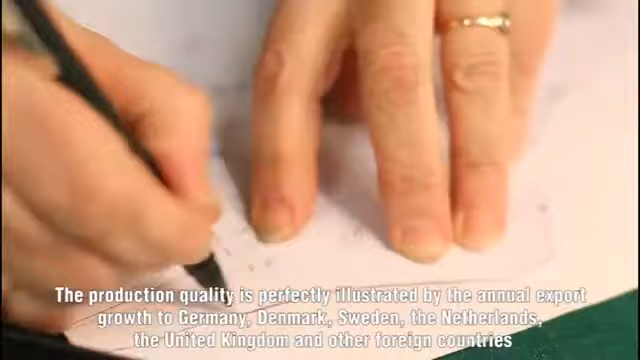 The production quality is perfectly illustrated by the annual export
growth to Germany, Denmark, Sweden, the Netherlands,
the United Kingdom and other foreign countries